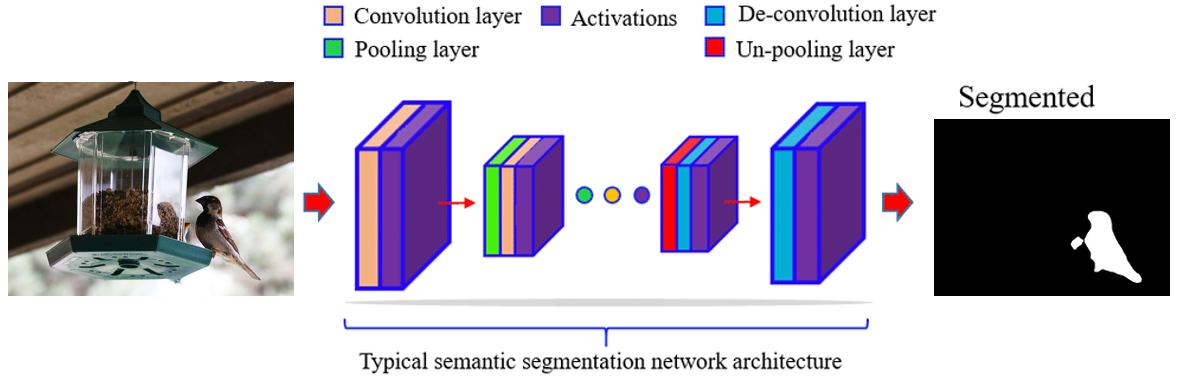 Convolution layer
Activations
De-convolution layer
Pooling layer
Un-pooling layer
Segmented
Typical semantic segmentation network architecture